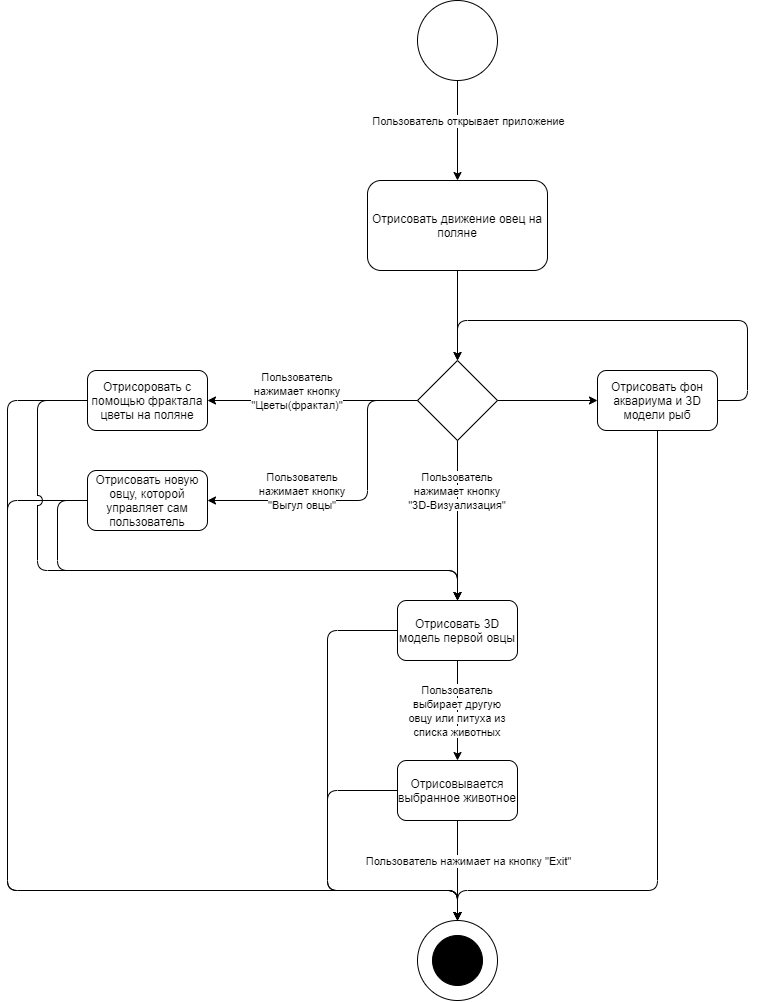 Пользователь открывает приложение
Отрисовать движение овец на
поляне
Пользователь
нажимает кнопку
"Цветы(фрактал)"
Отрисоровать с
помощью фрактала
цветы на поляне
Отрисовать фон
аквариума и 3D
модели рыб
Отрисовать новую
овцу, которой
управляет сам
пользователь
Пользователь
нажимает кнопку
"Выгул овцы"
Пользователь
нажимает кнопку
"3D-Визуализация"
Отрисовать 3D
модель первой овцы
Пользователь
выбирает другую
овцу или питуха из
списка животных
Отрисовывается
выбранное животное
Пользователь нажимает на кнопку "Exit"